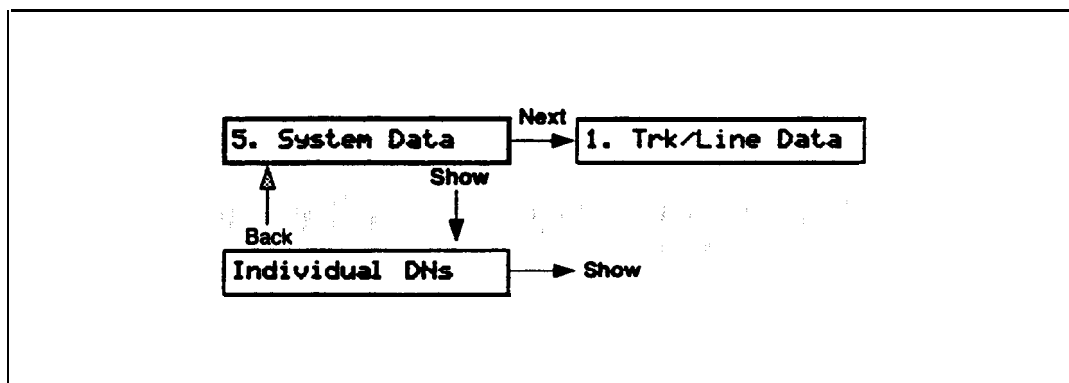 Next
5. System Data
1. Trk/Line Data
Show
Back
Individual DNs
Show